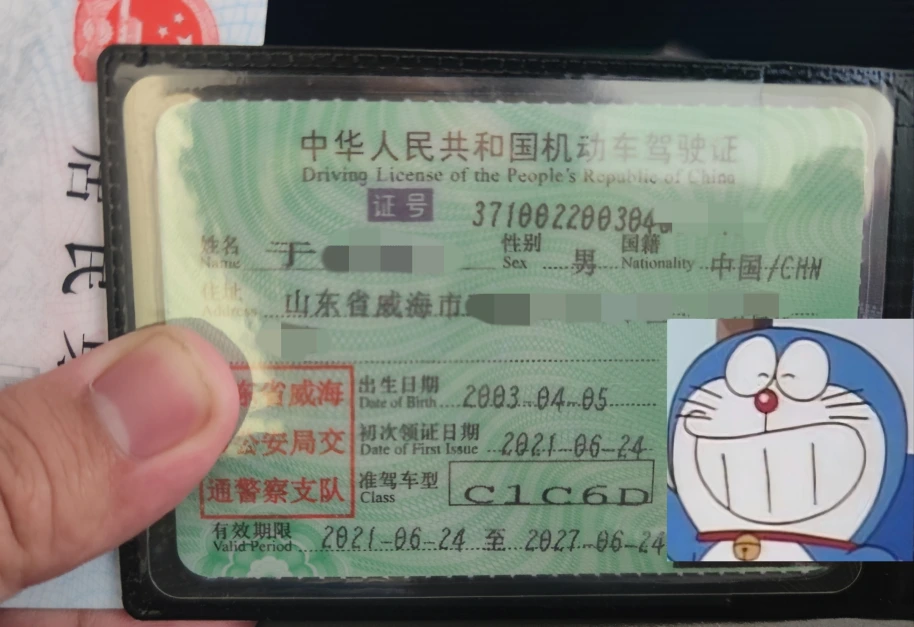 居民
中华人民共和国机动车驾驶证
Driving License of the People's Republic of China
证号 371002200304
姓名 于 性别 男 国籍 中国/CHN
Name Sex Nationality
住址 山东省威海市
Address
省威海
公安局交
通警察支队
出生日期 2003-04-05
Date of Birth
初次领证日期 2021-06-24
Date of First Issue
准驾车型 C1C6D
Class
有效期限 2021-06-24 至 2027-06-24
Valid Period